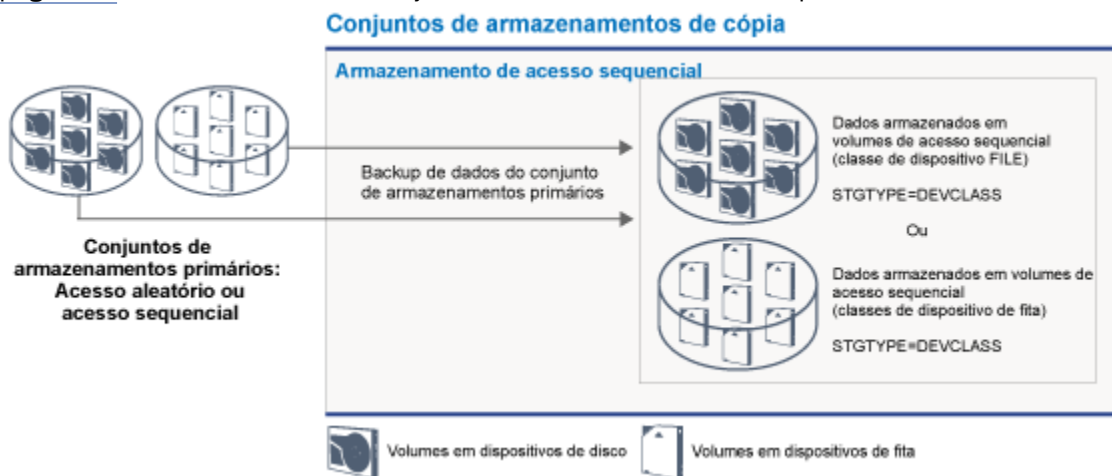 Conjuntos de armazenamentos de cópia
Armazenamento de acesso sequencial
Backup de dados do conjunto
de armazenamentos primários
Conjuntos de
armazenamentos primários:
Acesso aleatório ou
acesso sequencial
Dados armazenados em
volumes de acesso sequencial
(classe de dispositivo FILE)
STGTYPE=DEVCLASS
Ou
Dados armazenados em volumes de
acesso sequencial
(classes de dispositivo de fita)
STGTYPE=DEVCLASS
Volumes em dispositivos de disco
Volumes em dispositivos de fita